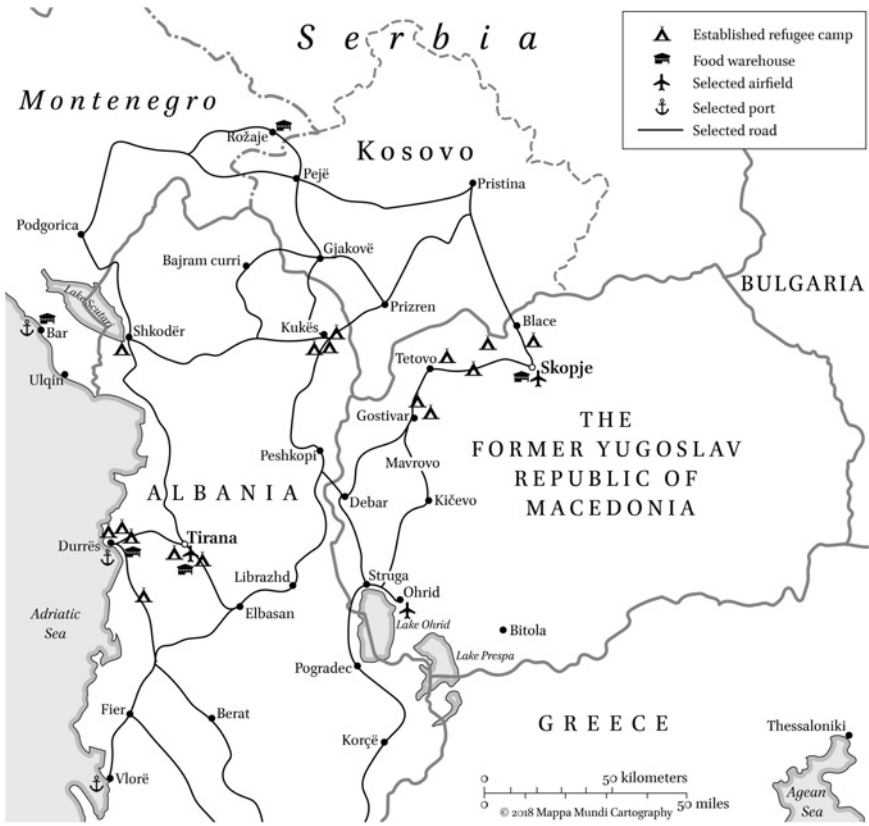 Serbia
Established refugee camp
Food warehouse
Selected airfield
Selected port
Selected road
Montenegro
Rožaje
Kosovo
Pejë
Pristina
Podgorica
Gjakovë
Bajram curri
BULGARIA
Lake Scutari
Prizren
Bar
Shkodër
Kukës
Blace
Tetovo
Skopje
Ulqin
Gostivar
THE
FORMER YUGOSLAV
REPUBLIC OF
MACEDONIA
Peshkopi
Mavrovo
ALBANIA
Debar
Kičevo
Durrës
Tirana
Librazhd
Struga
Ohrid
Adriatic
Sea
Elbasan
Lake Ohrid
Bitola
Lake Prespa
Pogradec
Fier
Berat
GREECE
Thessaloniki
Korçë
Vlorë
0 50 kilometers
0 50 miles
© 2018 Mappa Mundi Cartography
Agean
Sea